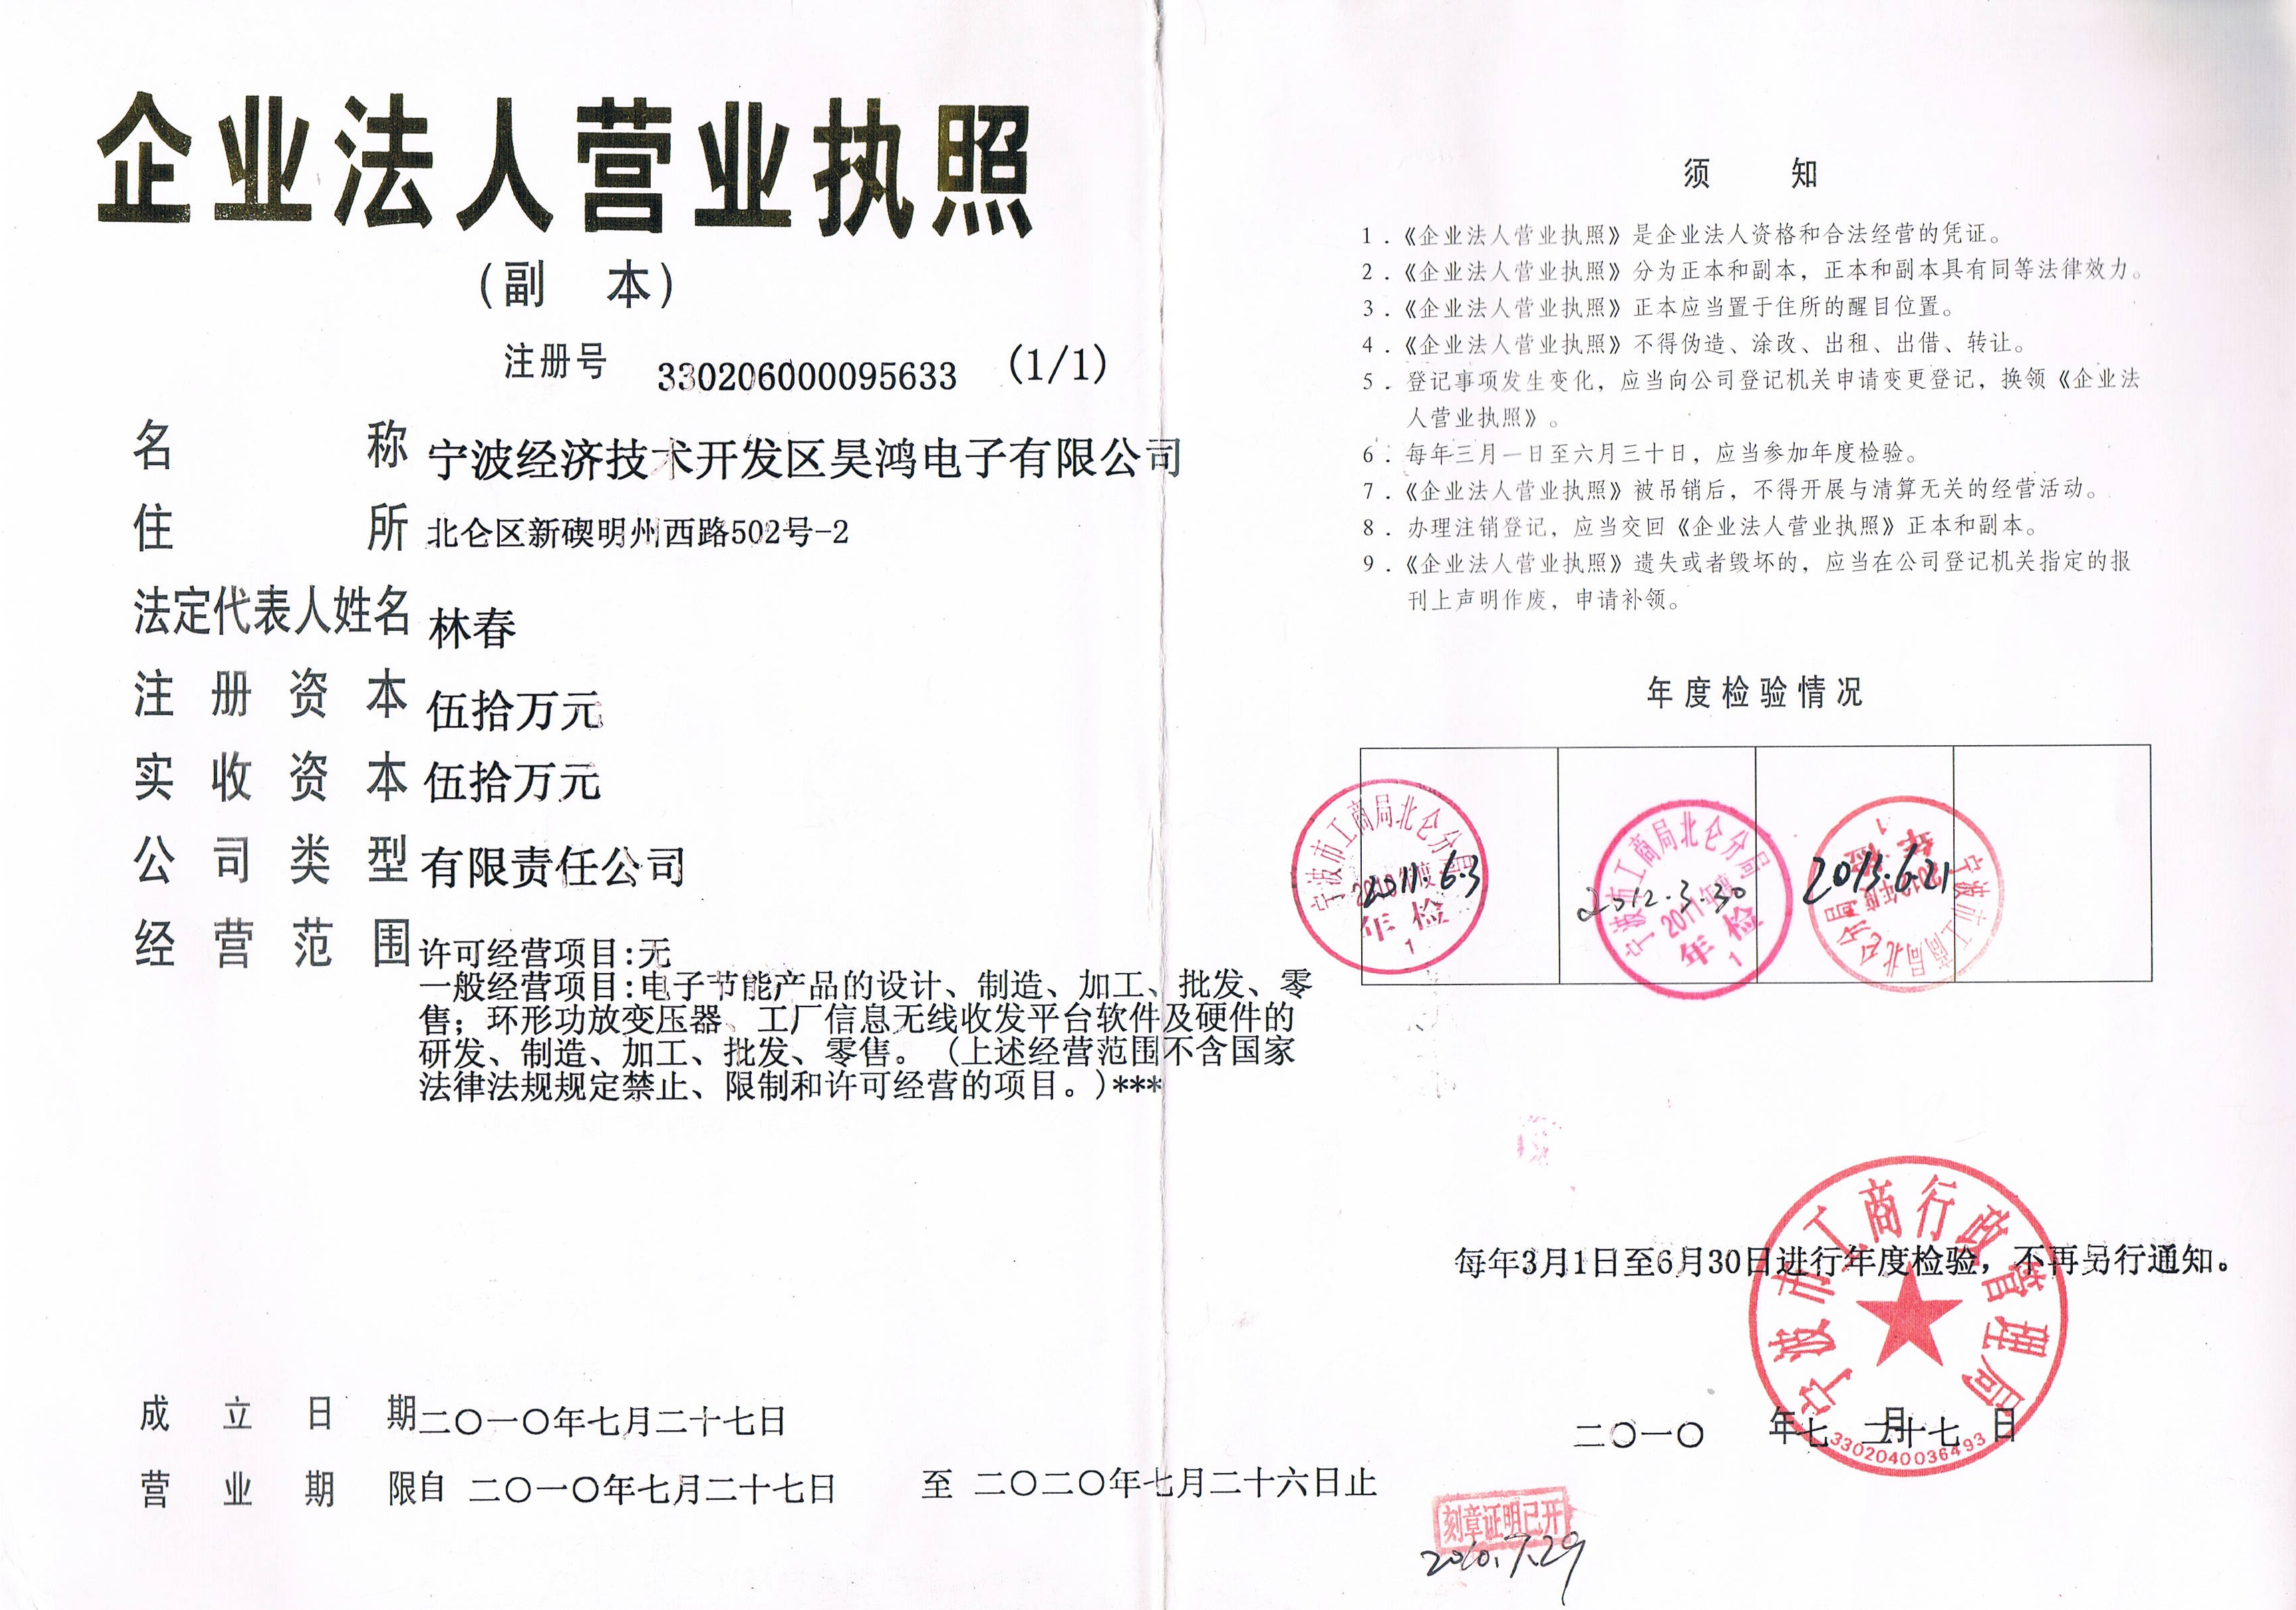 企业法人营业执照
(副 本)
注册号 330206000095633 (1/1)
名 称 宁波经济技术开发区昊鸿电子有限公司
住 所 北仑区新碶明州西路502号-2
法定代表人姓名 林春
注 册 资 本 伍拾万元
实 收 资 本 伍拾万元
公 司 类 型 有限责任公司
经 营 范 围 许可经营项目:无
一般经营项目:电子节能产品的设计、制造、加工、批发、零
售；环形功放变压器、工厂信息无线收发平台软件及硬件的
研发、制造、加工、批发、零售。（上述经营范围不含国家
法律法规规定禁止、限制和许可经营的项目。)***
成 立 日 期 二〇一〇年七月二十七日
营 业 期 限 自 二〇一〇年七月二十七日 至 二〇二〇年七月二十六日止
须 知
1．《企业法人营业执照》是企业法人资格和合法经营的凭证。
2．《企业法人营业执照》分为正本和副本，正本和副本具有同等法律效力。
3．《企业法人营业执照》正本应当置于住所的醒目位置。
4．《企业法人营业执照》不得伪造、涂改、出租、出借、转让。
5．登记事项发生变化，应当向公司登记机关申请变更登记，换领《企业法
人营业执照》。
6．每年三月一日至六月三十日，应当参加年度检验。
7．《企业法人营业执照》被吊销后，不得开展与清算无关的经营活动。
8．办理注销登记，应当交回《企业法人营业执照》正本和副本。
9．《企业法人营业执照》遗失或者毁坏的，应当在公司登记机关指定的报
刊上声明作废，申请补领。
年度检验情况
宁波市工商局北仑分局
2010年度
年检
1
2011.6.3
宁波市工商局北仑分局
2011年度
年检
1
2012.3.30
宁波市工商局北仑分局
2012年度
年检
1
2013.6.21
每年3月1日至6月30日进行年度检验，不再另行通知。
宁波市工商行政管理局
二〇一〇 年七 月二十七 日
3302040036493
刻章证明已开
2010.7.29